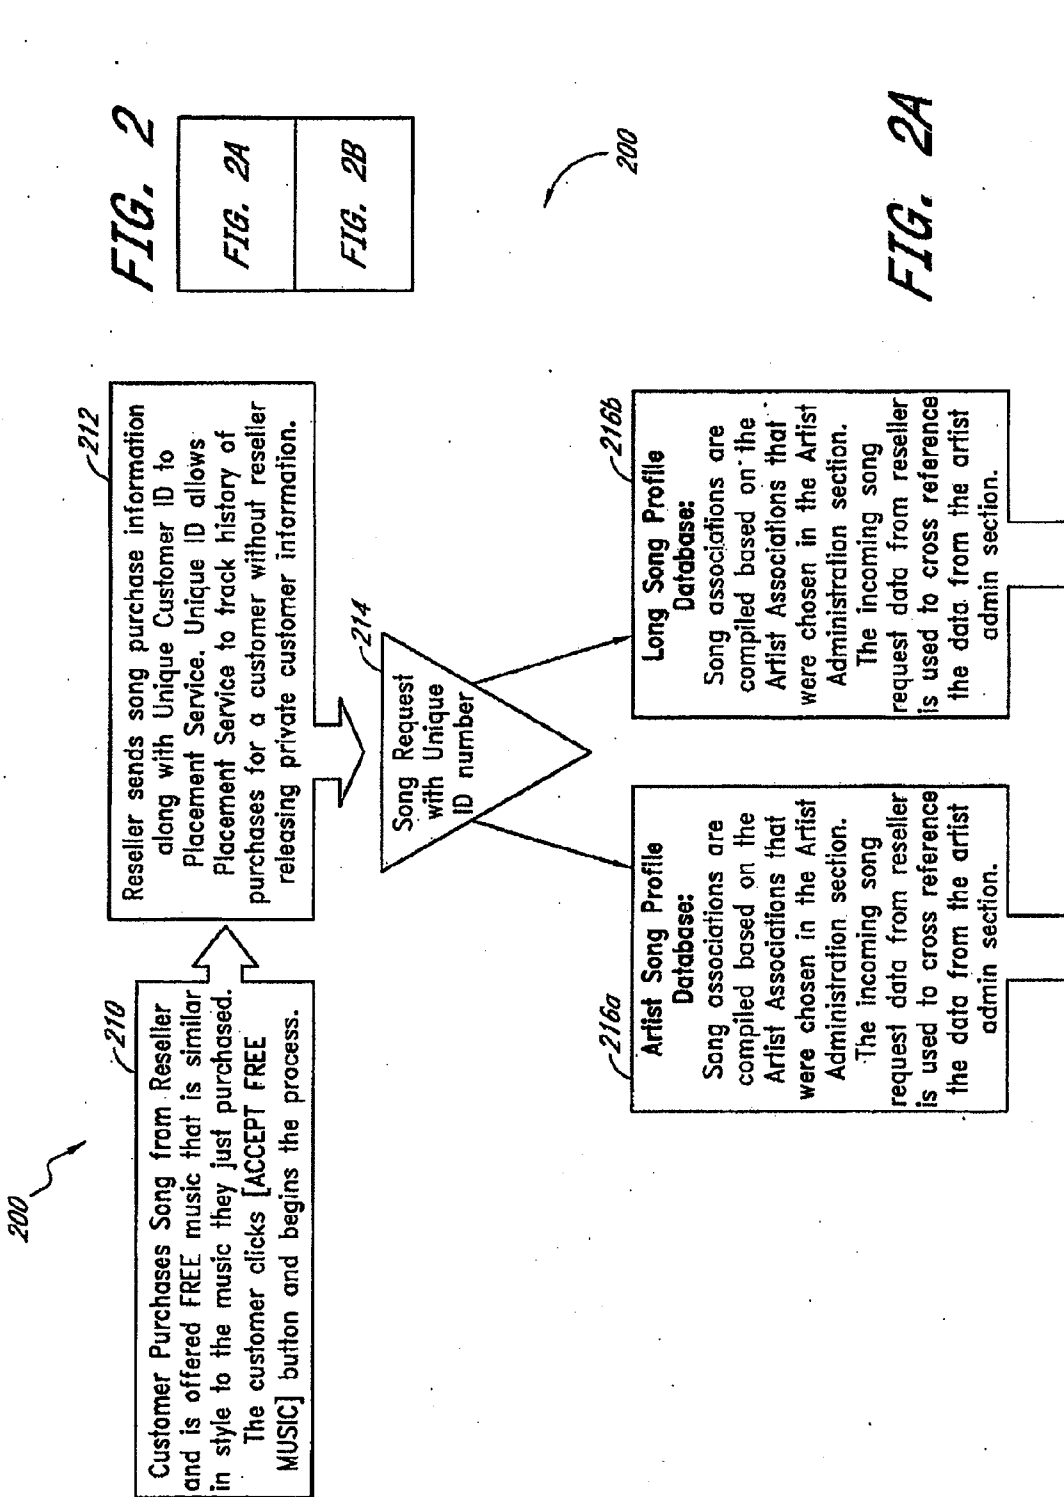 200
210
Customer Purchases Song from Reseller
and is offered FREE music that is similar
in style to the music they just purchased.
The customer clicks [ACCEPT FREE
MUSIC] button and begins the process.
212
Reseller sends song purchase information
along with Unique Customer ID to
Placement Service. Unique ID allows
Placement Service to track history of
purchases for a customer without reseller
releasing private customer information.
FIG. 2
FIG. 2A
FIG. 2B
214
Song Request
with Unique
ID number
200
216a
Artist Song Profile
Database:
Song associations are
compiled based on the
Artist Associations that
were chosen in the Artist
Administration section.
The incoming song
request data from reseller
is used to cross reference
the data from the artist
admin section.
216b
Long Song Profile
Database:
Song associations are
compiled based on the
Artist Associations that
were chosen in the Artist
Administration section.
The incoming song
request data from reseller
is used to cross reference
the data from the artist
admin section.
FIG. 2A